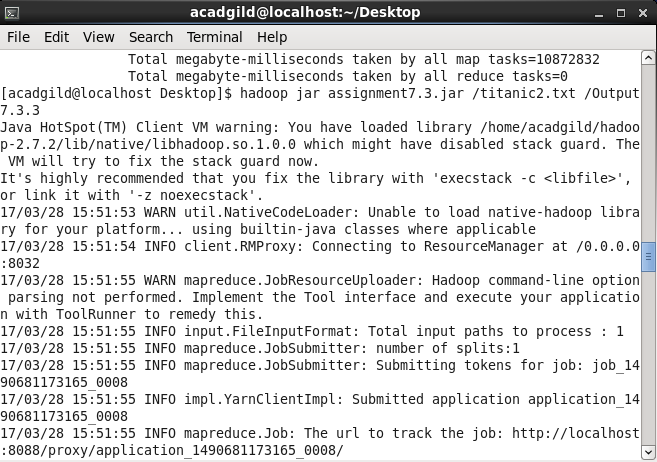 acadgild@localhost:~/Desktop
File Edit View Search Terminal Help
Total megabyte-milliseconds taken by all map tasks=10872832
Total megabyte-milliseconds taken by all reduce tasks=0
[acadgild@localhost Desktop]$ hadoop jar assignment7.3.jar /titanic2.txt /Output
7.3.3
Java HotSpot(TM) Client VM warning: You have loaded library /home/acadgild/hadoo
p-2.7.2/lib/native/libhadoop.so.1.0.0 which might have disabled stack guard. The
 VM will try to fix the stack guard now.
It's highly recommended that you fix the library with 'execstack -c <libfile>',
or link it with '-z noexecstack'.
17/03/28 15:51:53 WARN util.NativeCodeLoader: Unable to load native-hadoop libra
ry for your platform... using builtin-java classes where applicable
17/03/28 15:51:54 INFO client.RMProxy: Connecting to ResourceManager at /0.0.0.0
:8032
17/03/28 15:51:55 WARN mapreduce.JobResourceUploader: Hadoop command-line option
 parsing not performed. Implement the Tool interface and execute your applicatio
n with ToolRunner to remedy this.
17/03/28 15:51:55 INFO input.FileInputFormat: Total input paths to process : 1
17/03/28 15:51:55 INFO mapreduce.JobSubmitter: number of splits:1
17/03/28 15:51:55 INFO mapreduce.JobSubmitter: Submitting tokens for job: job_14
90681173165_0008
17/03/28 15:51:55 INFO impl.YarnClientImpl: Submitted application application_14
90681173165_0008
17/03/28 15:51:55 INFO mapreduce.Job: The url to track the job: http://localhost
:8088/proxy/application_1490681173165_0008/